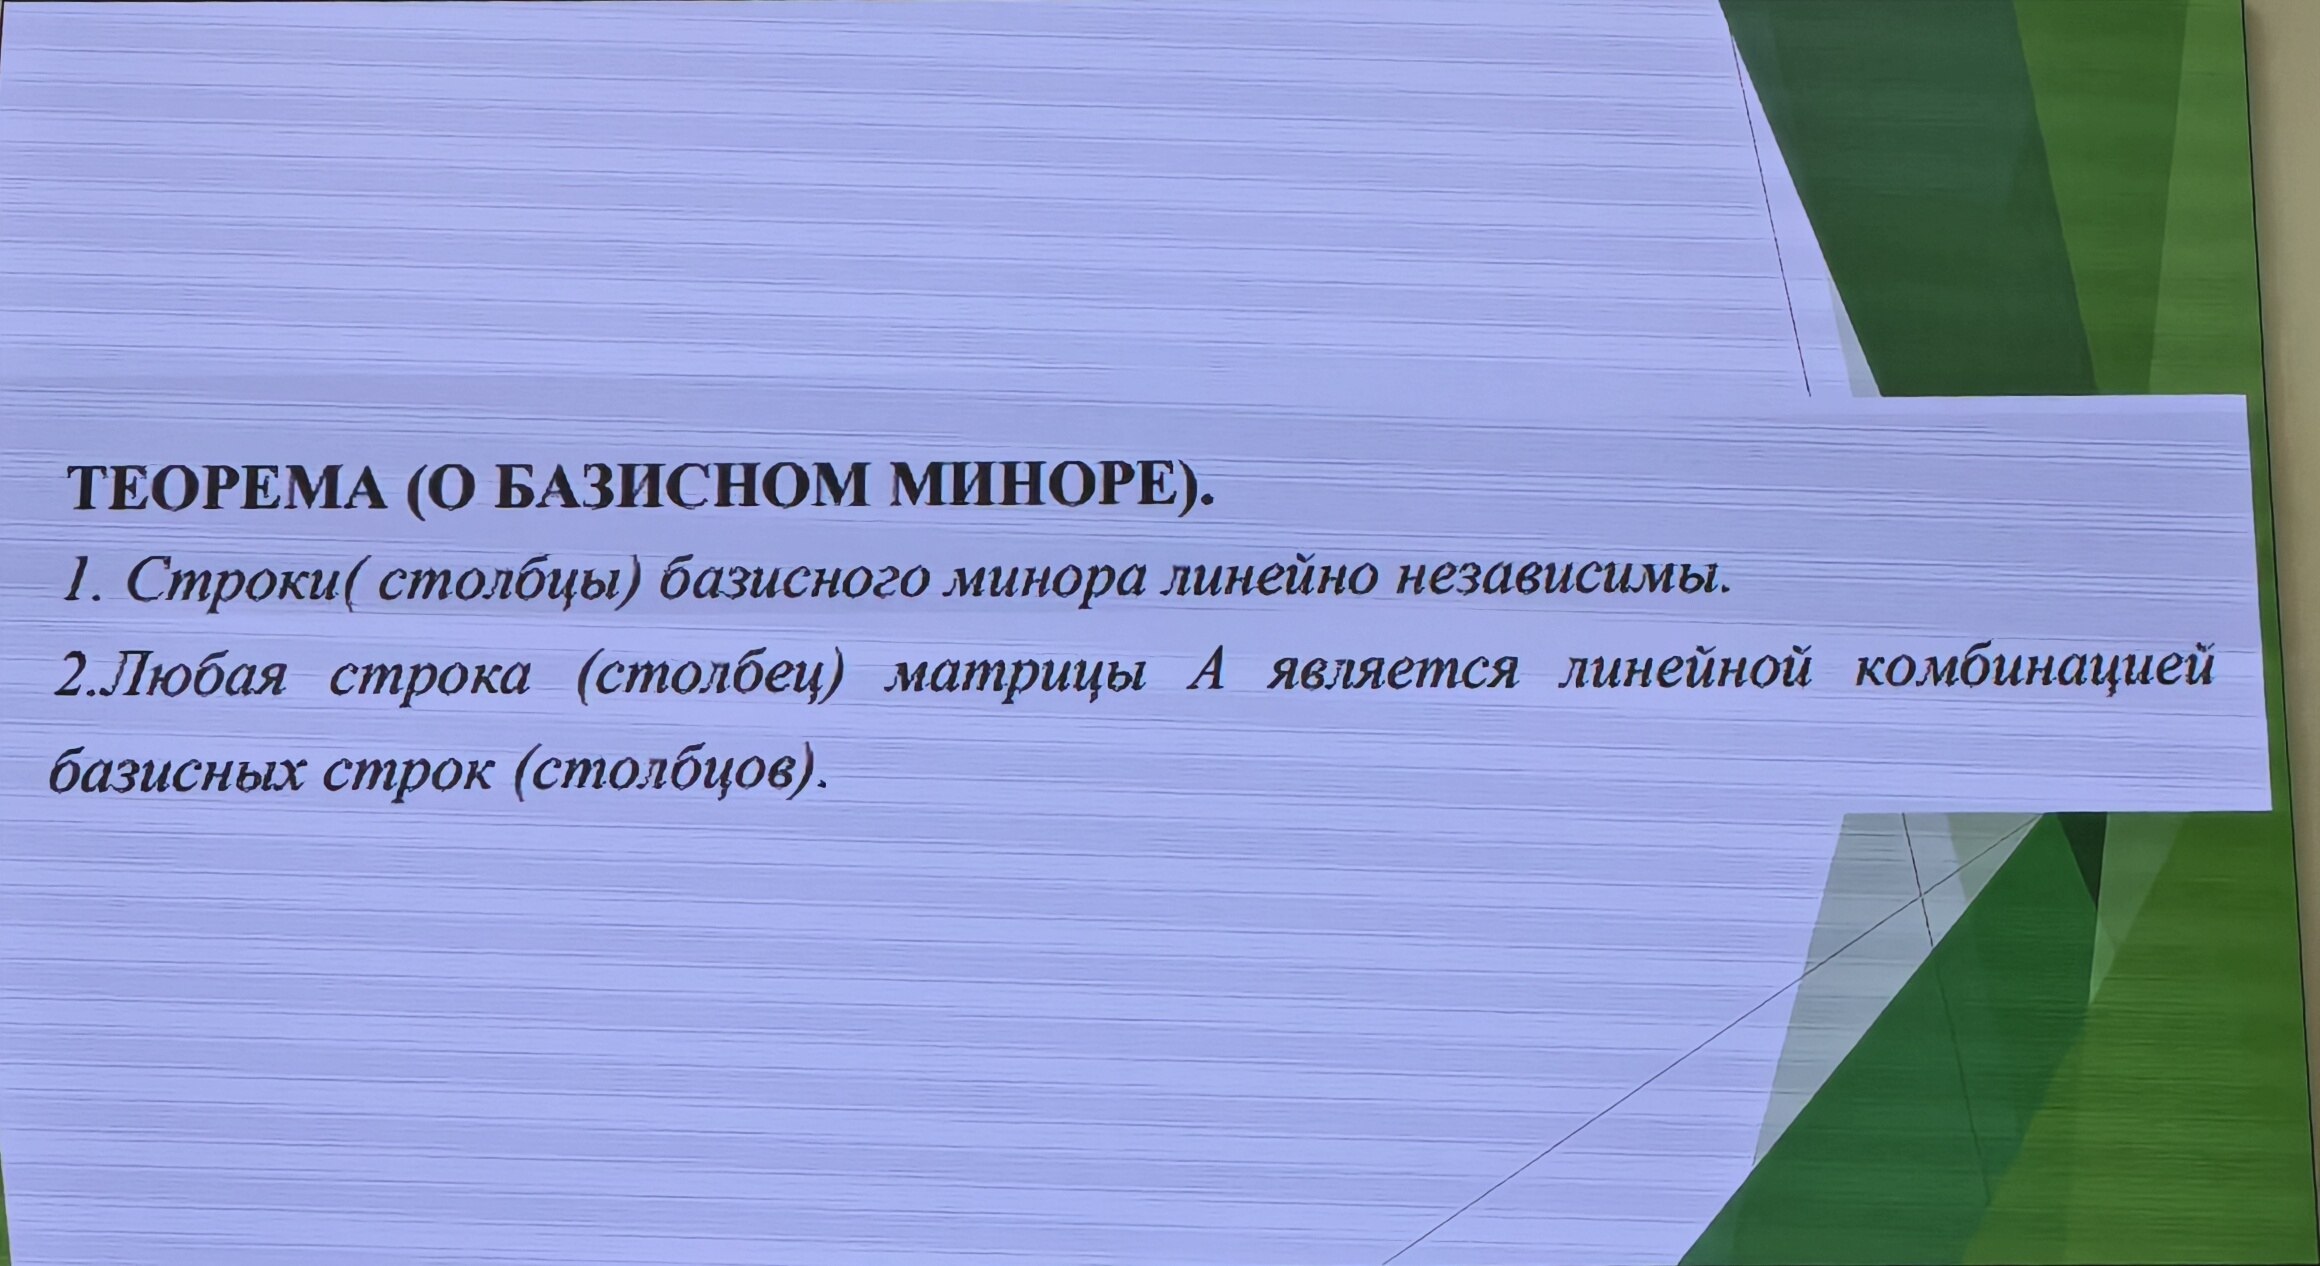 ТЕОРЕМА (О БАЗИСНОМ МИНОРЕ).
1. Строки( столбцы) базисного минора линейно независимы.
2.Любая строка (столбец) матрицы А является линейной комбинацией
базисных строк (столбцов).